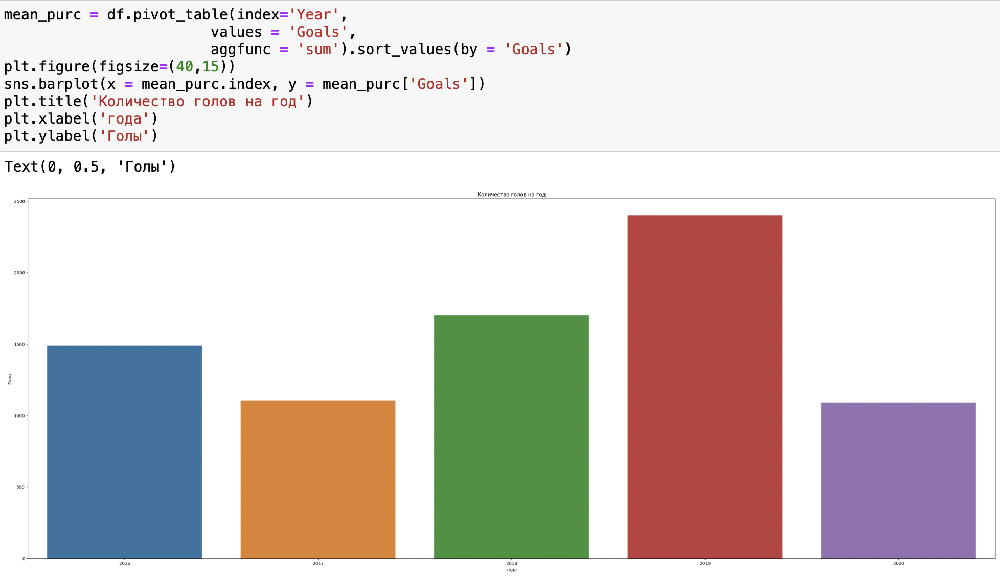 mean_purc = df.pivot_table(index='Year',
                        values = 'Goals',
                        aggfunc = 'sum').sort_values(by = 'Goals')
plt.figure(figsize=(40,15))
sns.barplot(x = mean_purc.index, y = mean_purc['Goals'])
plt.title('Количество голов на год')
plt.xlabel('года')
plt.ylabel('Голы')
Text(0, 0.5, 'Голы')
Количество голов на год
2500
2000
1500
1000
500
0
Голы
2016 2017 2018 2019 2020
года